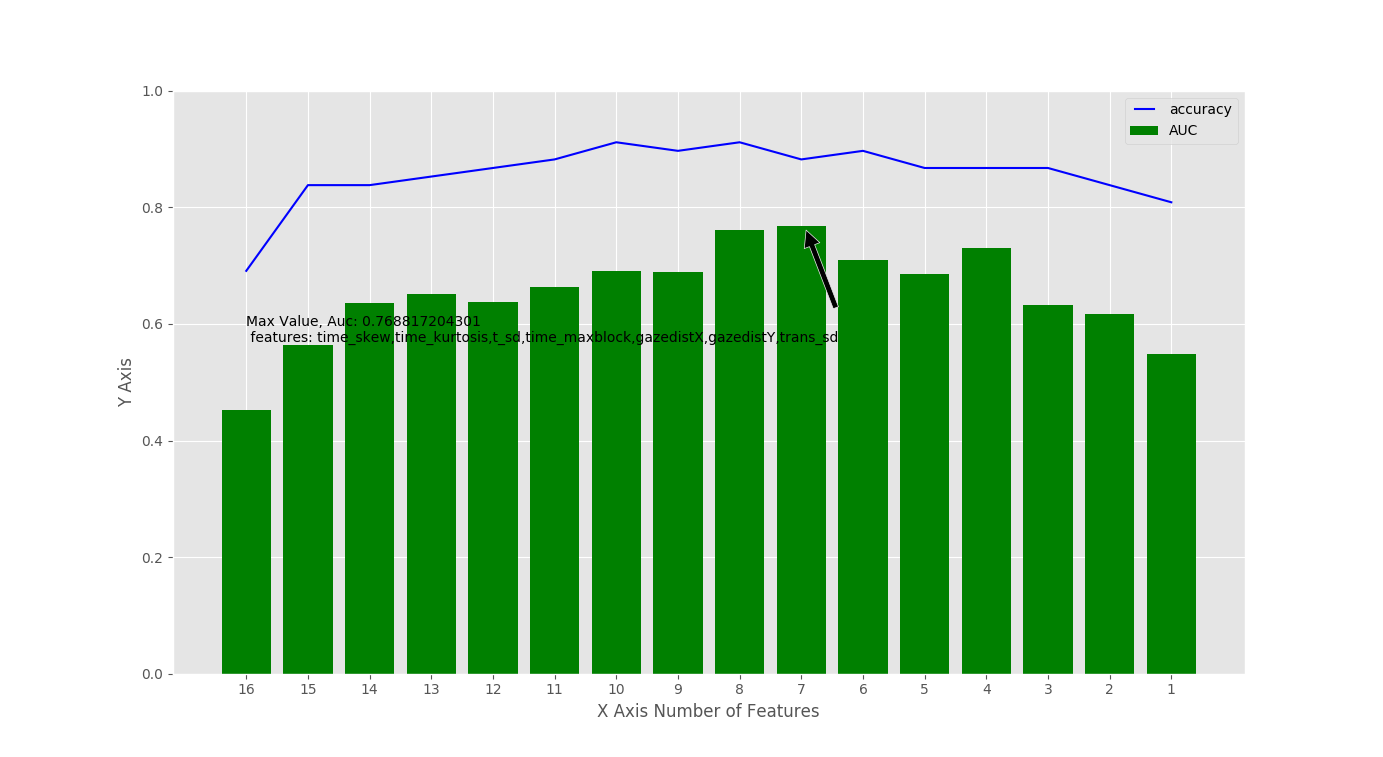 1.0
accuracy
AUC
0.8
0.6
Max Value, Auc: 0.768817204301
features: time_skew,time_kurtosis,t_sd,time_maxblock,gazedistX,gazedistY,trans_sd
Y Axis
0.4
0.2
0.0
16 15 14 13 12 11 10 9 8 7 6 5 4 3 2 1
X Axis Number of Features